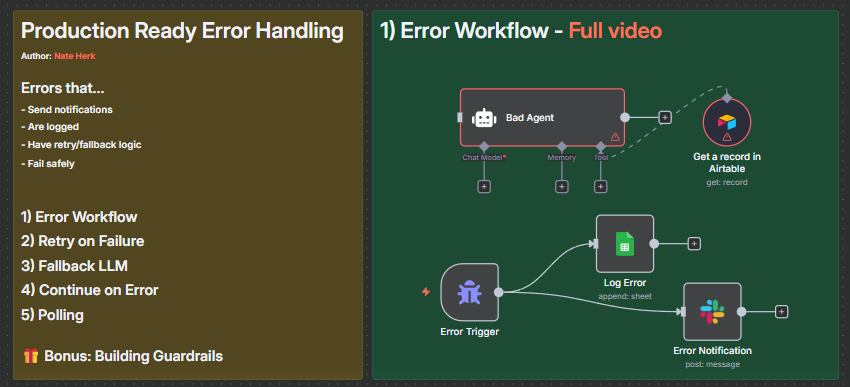 Production Ready Error Handling
Author: Nate Herk
Errors that...
- Send notifications
- Are logged
- Have retry/fallback logic
- Fail safely
1) Error Workflow
2) Retry on Failure
3) Fallback LLM
4) Continue on Error
5) Polling
🎁 Bonus: Building Guardrails
1) Error Workflow - Full video
Bad Agent
Chat Model*
Memory
Tool
Get a record in
Airtable
get: record
Log Error
append: sheet
Error Trigger
Error Notification
post: message